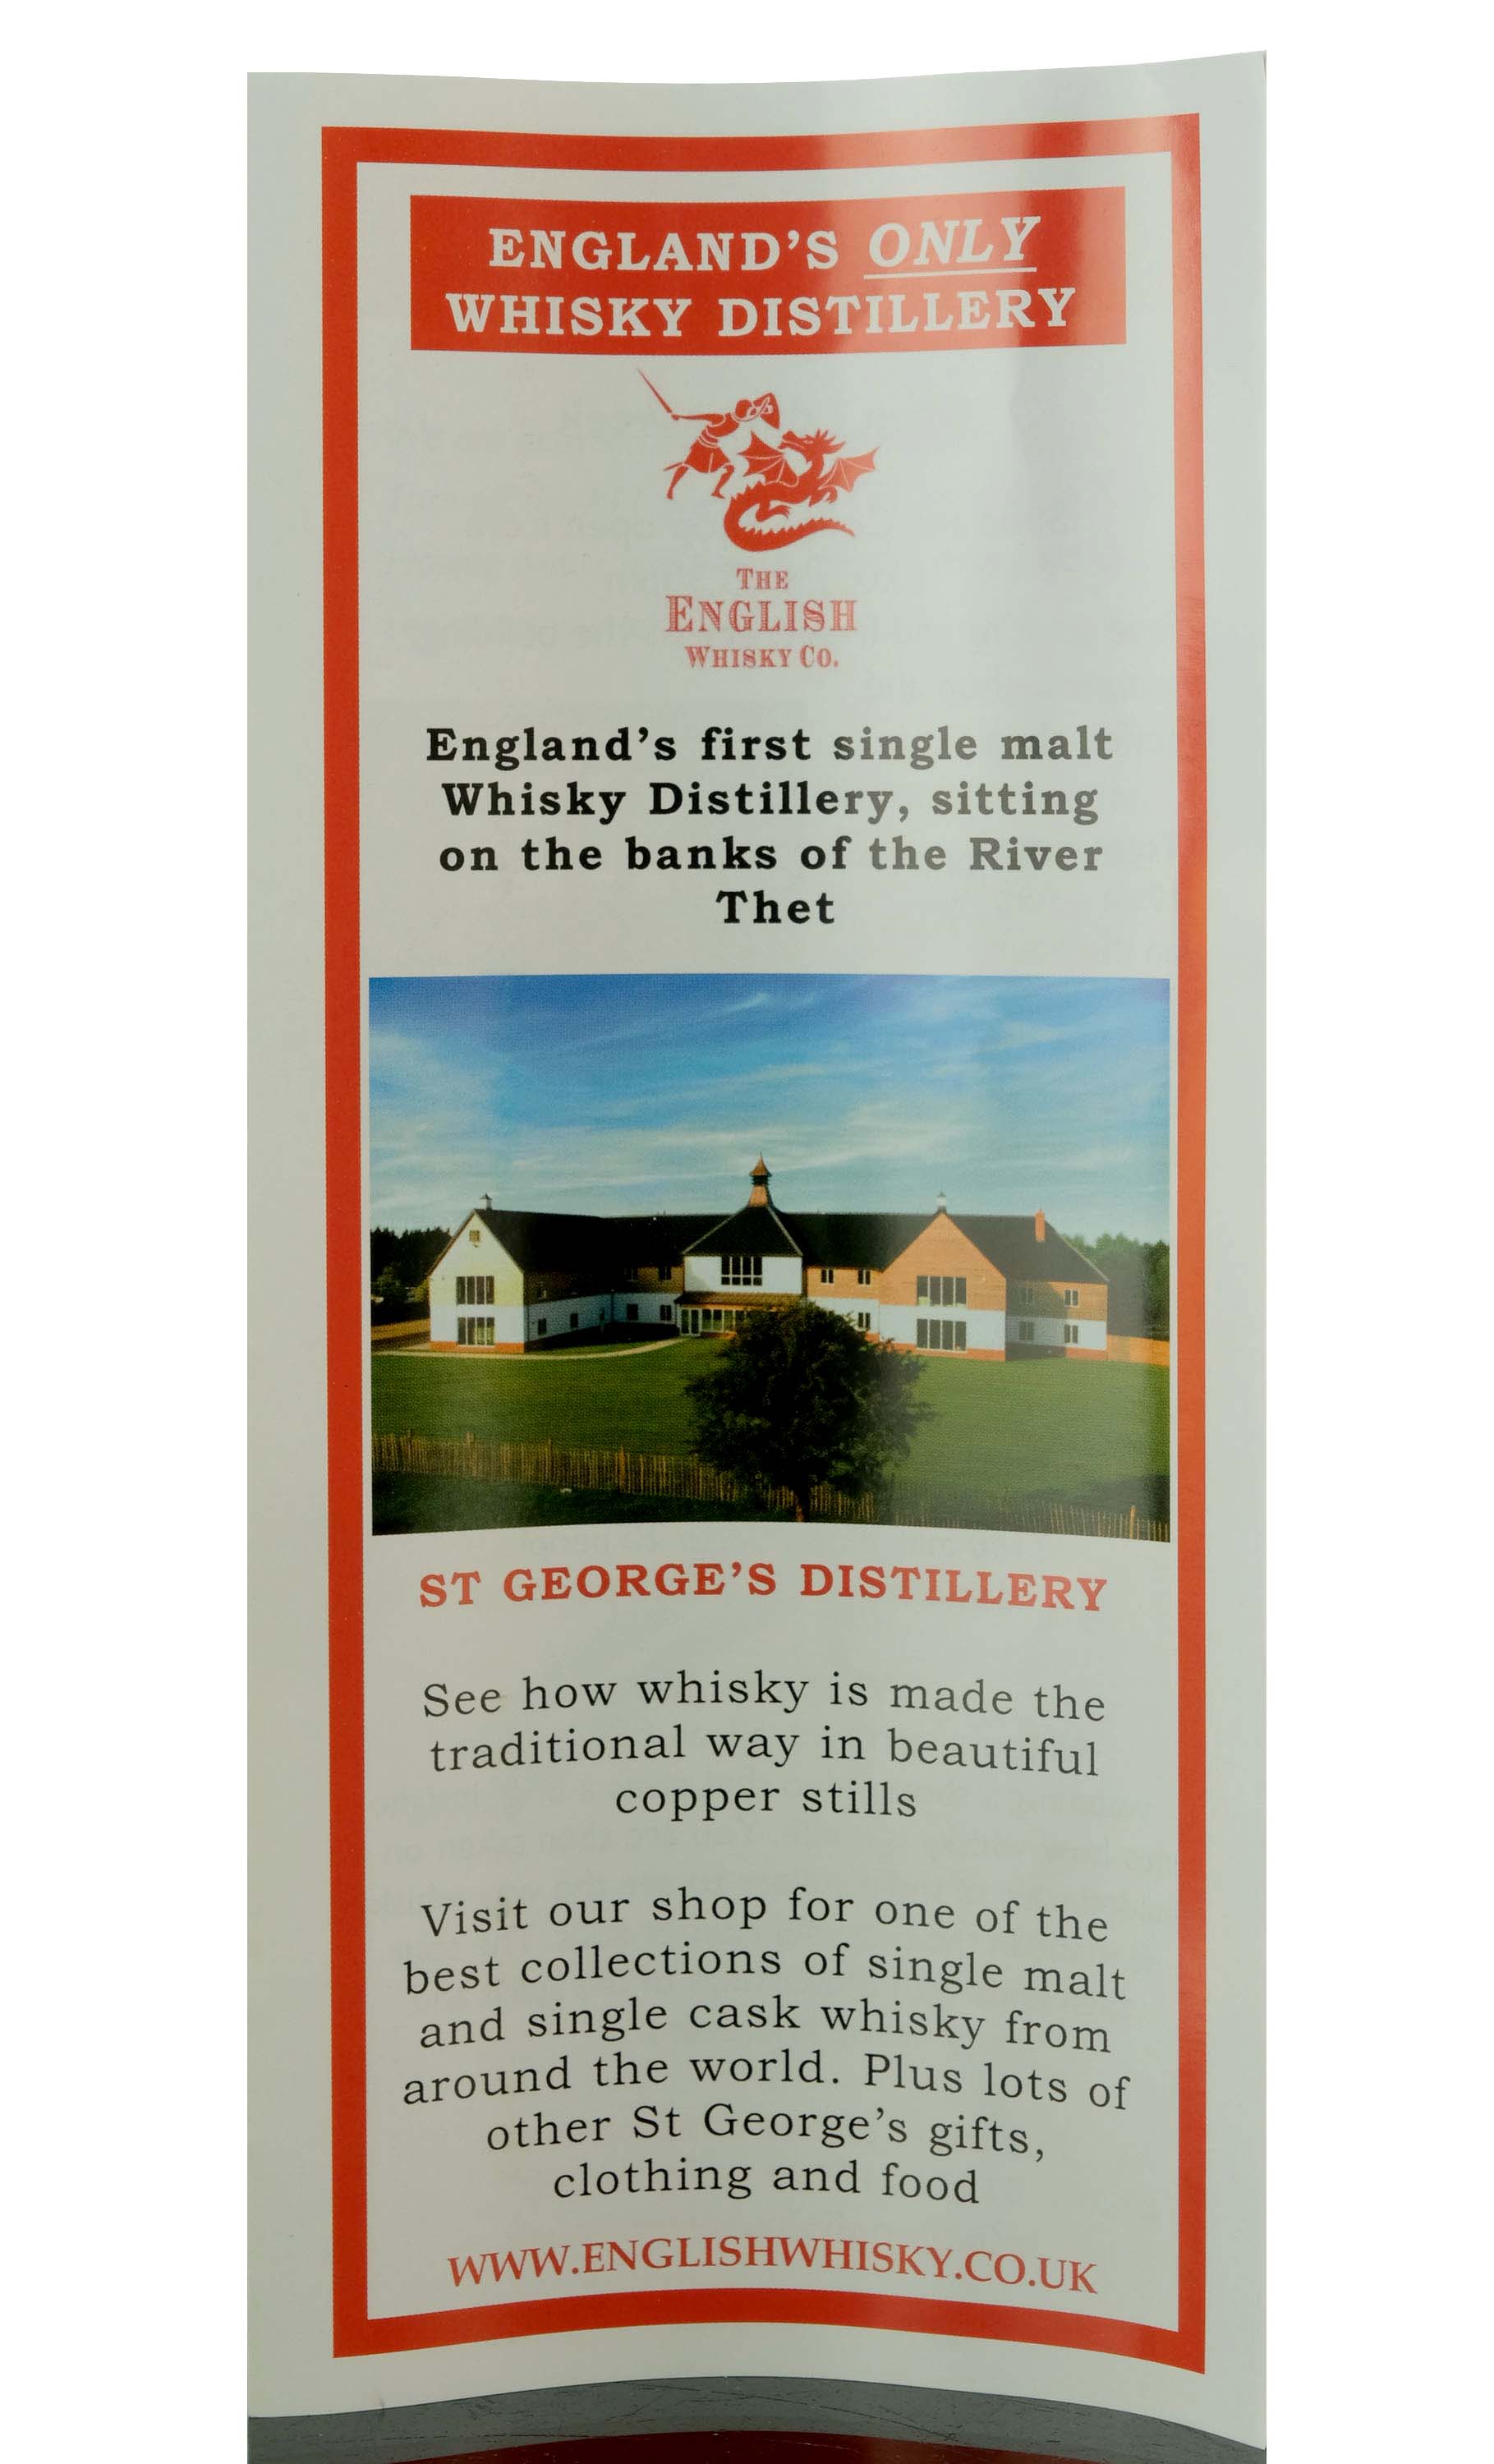 ENGLAND'S ONLY
WHISKY DISTILLERY
THE
ENGLISH
WHISKY CO.
England's first single malt
Whisky Distillery, sitting
on the banks of the River
Thet
ST GEORGE'S DISTILLERY
See how whisky is made the
traditional way in beautiful
copper stills
Visit our shop for one of the
best collections of single malt
and single cask whisky from
around the world. Plus lots of
other St George's gifts,
clothing and food
WWW.ENGLISHWHISKY.CO.UK